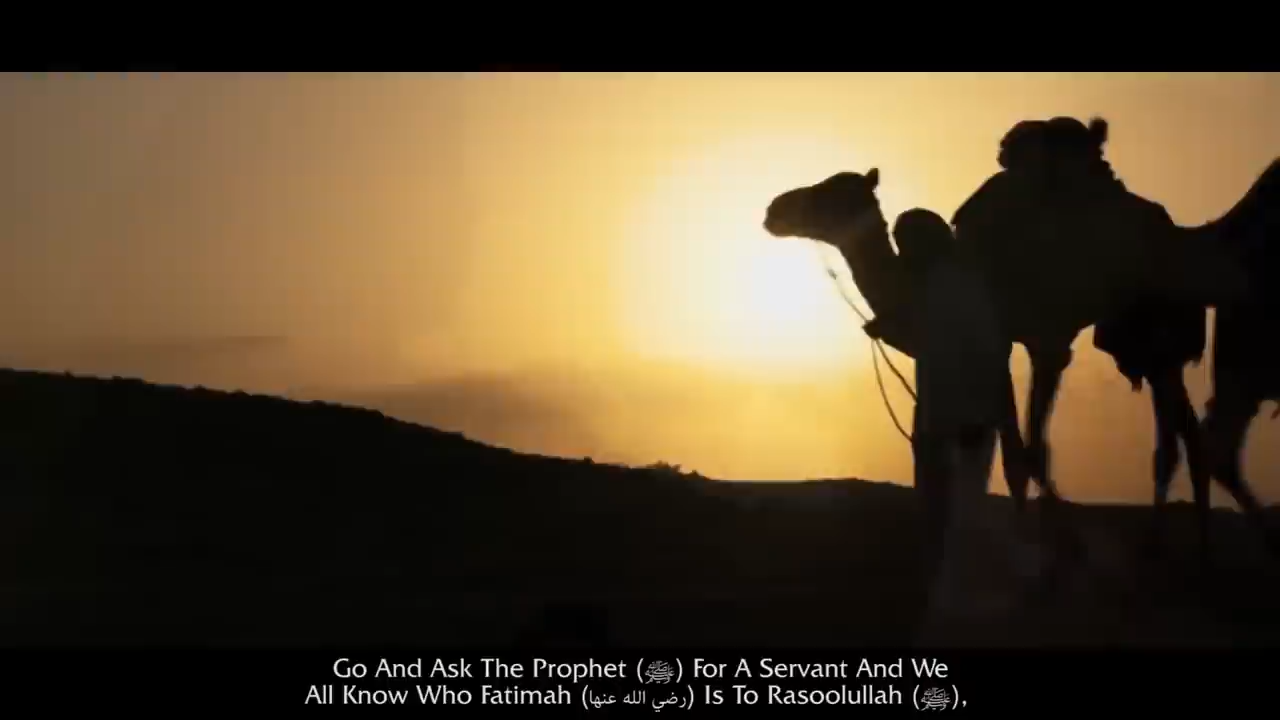 Go And Ask The Prophet (ﷺ) For A Servant And We
All Know Who Fatimah (رضي الله عنها) Is To Rasoolullah (ﷺ),